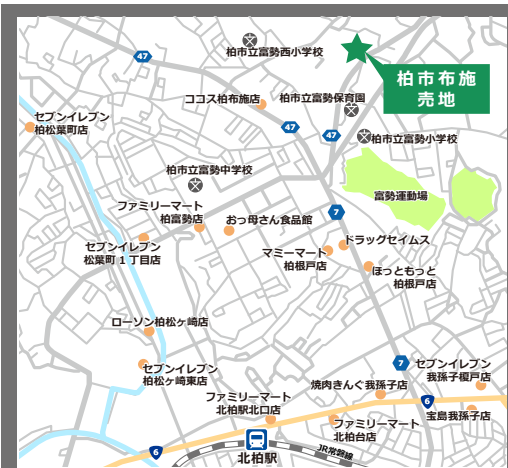 47
柏市立富勢西小学校
柏市布施
売地
ココス柏布施店
柏市立富勢保育園
セブンイレブン
柏松葉町店
47
47
柏市立富勢小学校
柏市立富勢中学校
富勢運動場
ファミリーマート
柏富勢店
おっ母さん食品館
7
セブンイレブン
松葉町1丁目店
マミーマート
柏根戸店
ドラッグセイムス
ほっともっと
柏根戸店
ローソン柏松ヶ崎店
セブンイレブン
柏松ケ崎東店
7
セブンイレブン
我孫子榎戸店
焼肉きんぐ我孫子店
ファミリーマート
北柏駅北口店
6
宝島我孫子店
ファミリーマート
北柏台店
6
北柏駅
JR常磐線